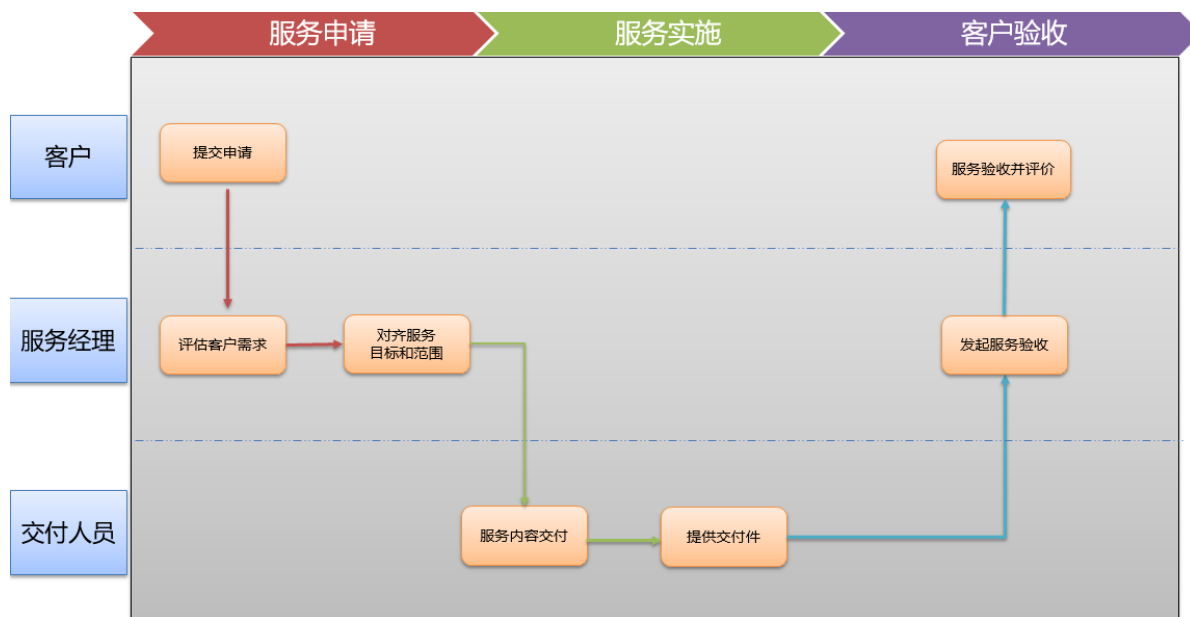 服务申请
服务实施
客户验收
客户
提交申请
服务验收并评价
服务经理
评估客户需求
对齐服务
目标和范围
发起服务验收
交付人员
服务内容交付
提供交付件